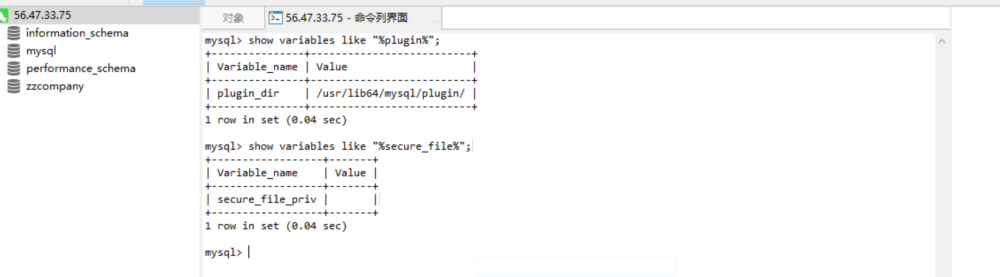 56.47.33.75
information_schema
mysql
performance_schema
zzcompany
对象
56.47.33.75 - 命令列界面
mysql> show variables like "%plugin%";
+---------------+-------------------------+
| Variable_name | Value                   |
+---------------+-------------------------+
| plugin_dir    | /usr/lib64/mysql/plugin/ |
+---------------+-------------------------+
1 row in set (0.04 sec)
mysql> show variables like "%secure_file%";
+------------------+-------+
| Variable_name    | Value |
+------------------+-------+
| secure_file_priv |       |
+------------------+-------+
1 row in set (0.04 sec)
mysql>